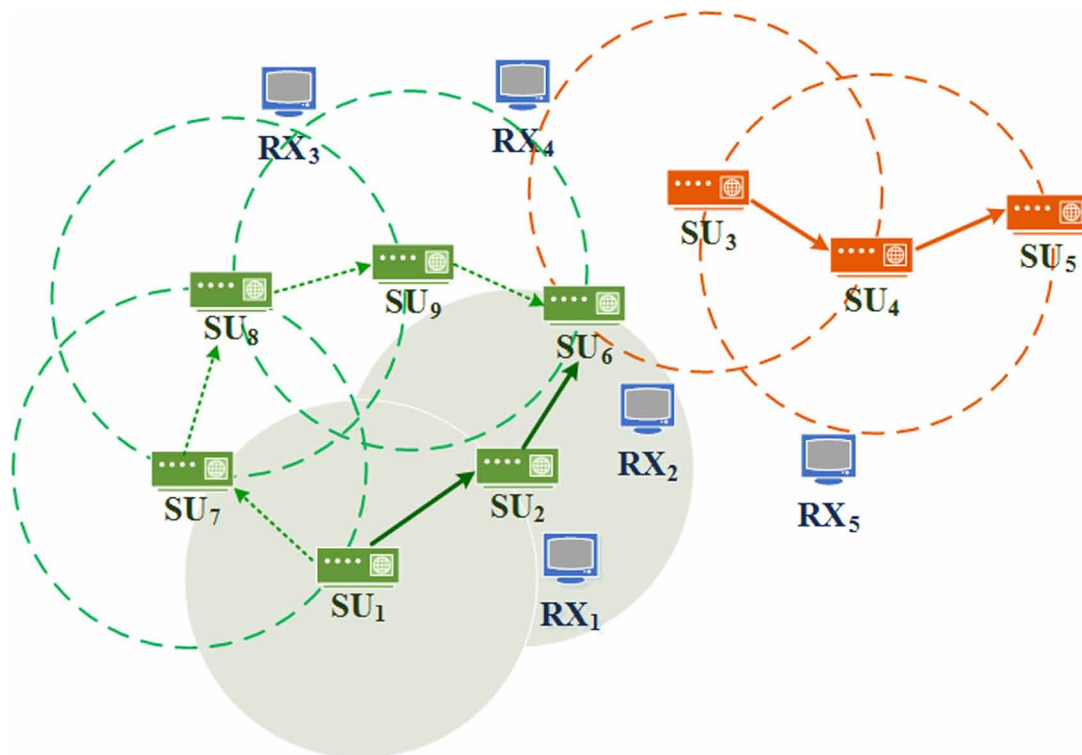 RX₃
RX₄
SU₃
SU₅
SU₄
SU₈
SU₉
SU₆
RX₂
SU₇
SU₂
RX₅
SU₁
RX₁